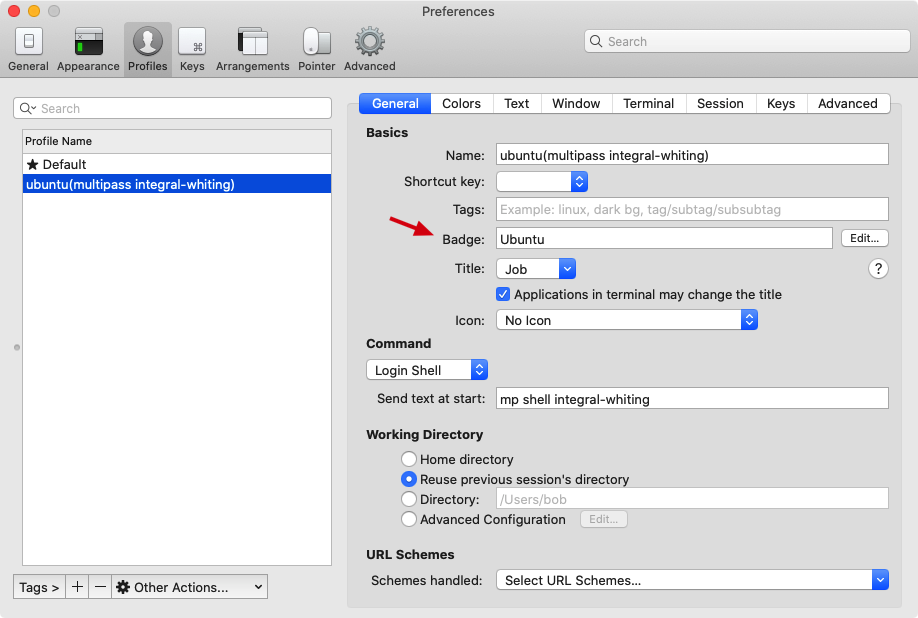 Preferences
General Appearance Profiles Keys Arrangements Pointer Advanced
Search
Search
Profile Name
★ Default
ubuntu(multipass integral-whiting)
Tags > + − Other Actions...
General Colors Text Window Terminal Session Keys Advanced
Basics
Name: ubuntu(multipass integral-whiting)
Shortcut key:
Tags: Example: linux, dark bg, tag/subtag/subsubtag
Badge: Ubuntu Edit...
Title: Job ?
Applications in terminal may change the title
Icon: No Icon
Command
Login Shell
Send text at start: mp shell integral-whiting
Working Directory
Home directory
Reuse previous session's directory
Directory: /Users/bob
Advanced Configuration Edit...
URL Schemes
Schemes handled: Select URL Schemes...